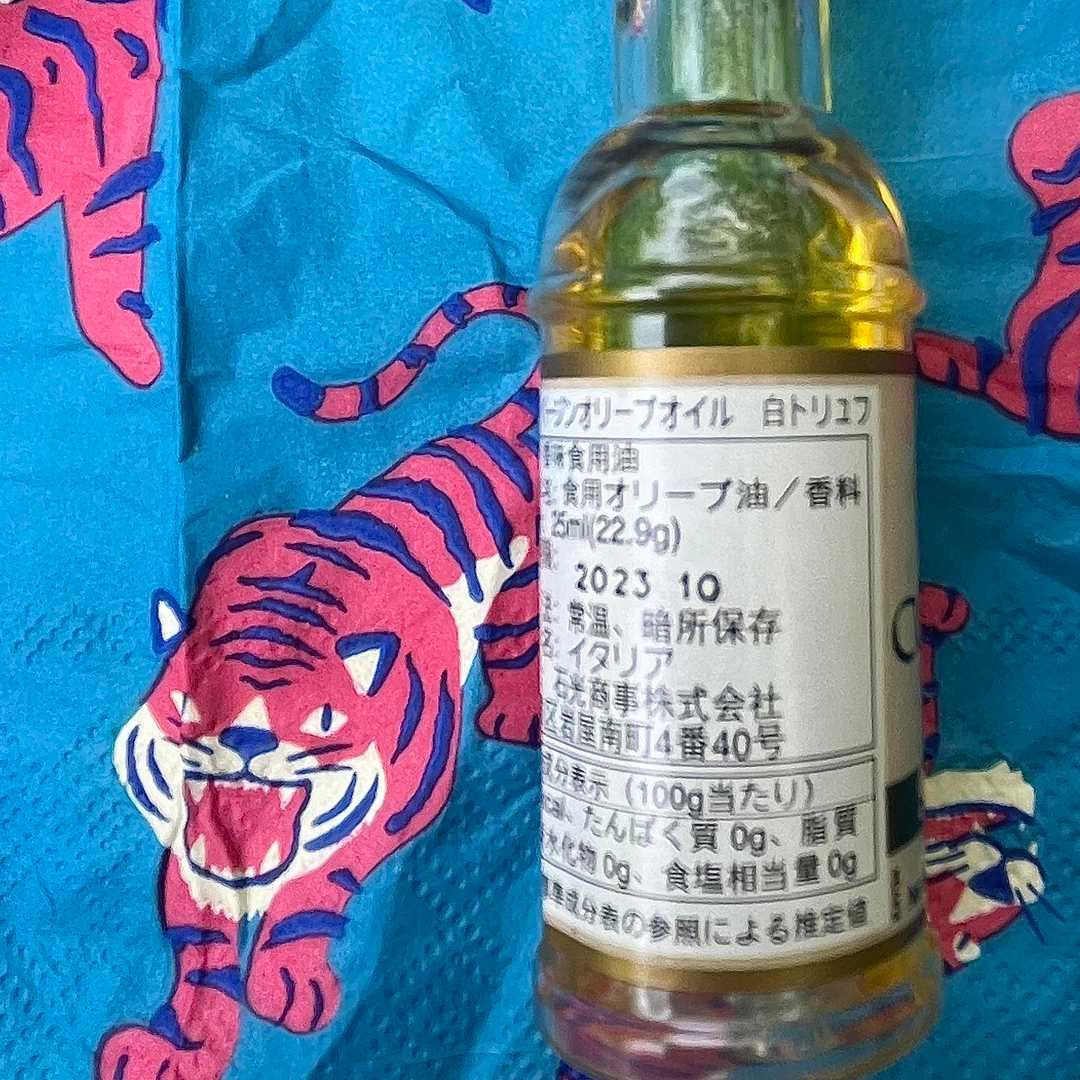 ージンオリーブオイル 白トリュフ
味食用油
食用オリーブ油／香料
25ml(22.9g)
2023 10
常温、暗所保存
名: イタリア
石光商事株式会社
区岩屋南町4番40号
成分表示 (100g当たり)
cal、たんぱく質 0g、脂質
水化物 0g、食塩相当量 0g
準成分表の参照による推定値